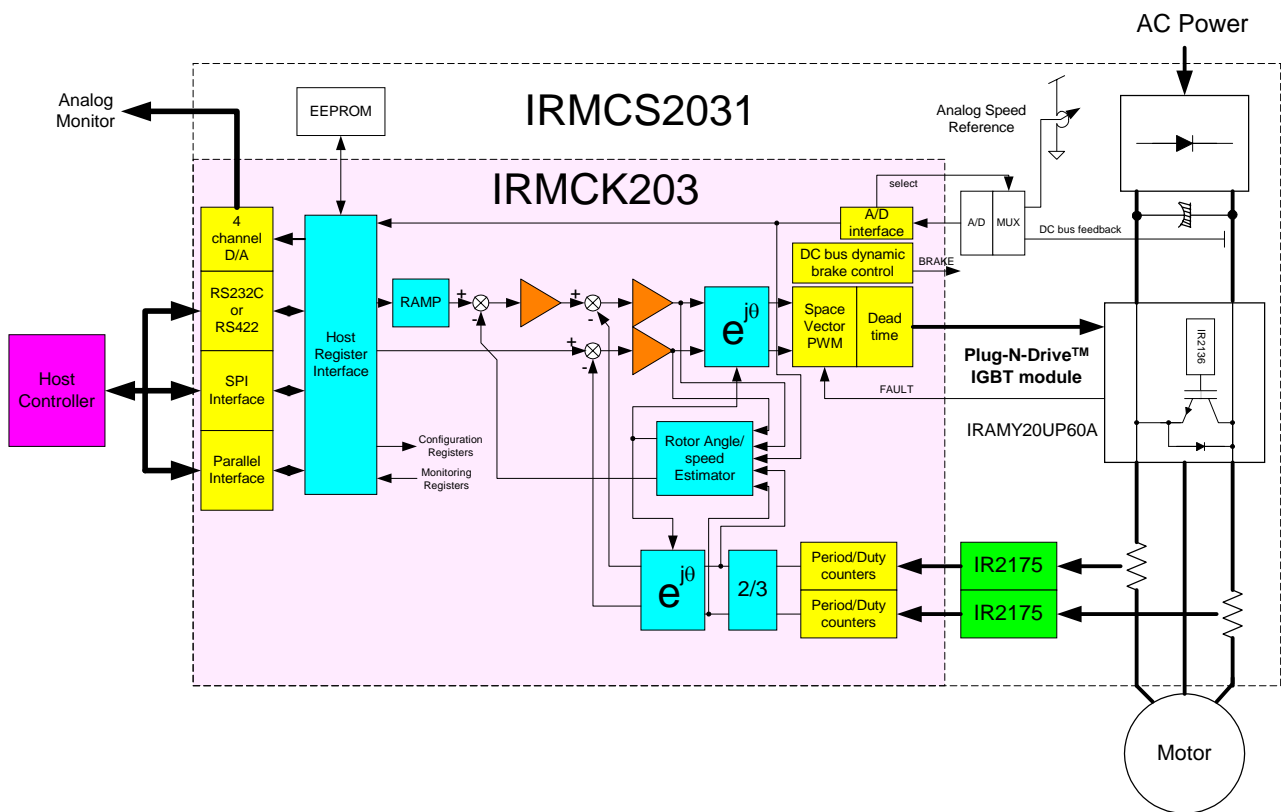 AC Power
Analog
Monitor
EEPROM
IRMCS2031
Analog Speed
Reference
IRMCK203
select
4
channel
D/A
A/D
interface
A/D
MUX
DC bus feedback
DC bus dynamic
brake control
BRAKE
RS232C
or
RS422
Host
Register
Interface
RAMP
+
-
+
-
+
-
e
jθ
Space
Vector
PWM
Dead
time
Plug-N-Drive™
IGBT module
IR2136
FAULT
IRAMY20UP60A
Host
Controller
SPI
Interface
Parallel
Interface
Configuration
Registers
Monitoring
Registers
Rotor Angle/
speed
Estimator
e
jθ
2/3
Period/Duty
counters
Period/Duty
counters
IR2175
IR2175
Motor